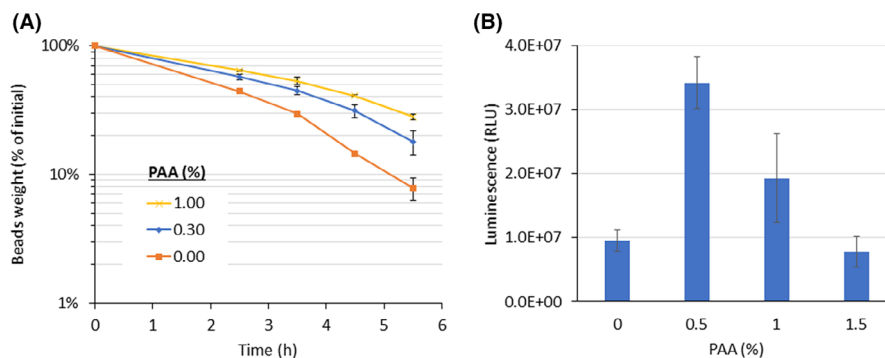 (A)
100%
10%
1%
Beads weight (% of initial)
PAA (%)
1.00
0.30
0.00
0 1 2 3 4 5 6
Time (h)
(B)
4.0E+07
3.0E+07
2.0E+07
1.0E+07
0.0E+00
Luminescence (RLU)
0 0.5 1 1.5
PAA (%)